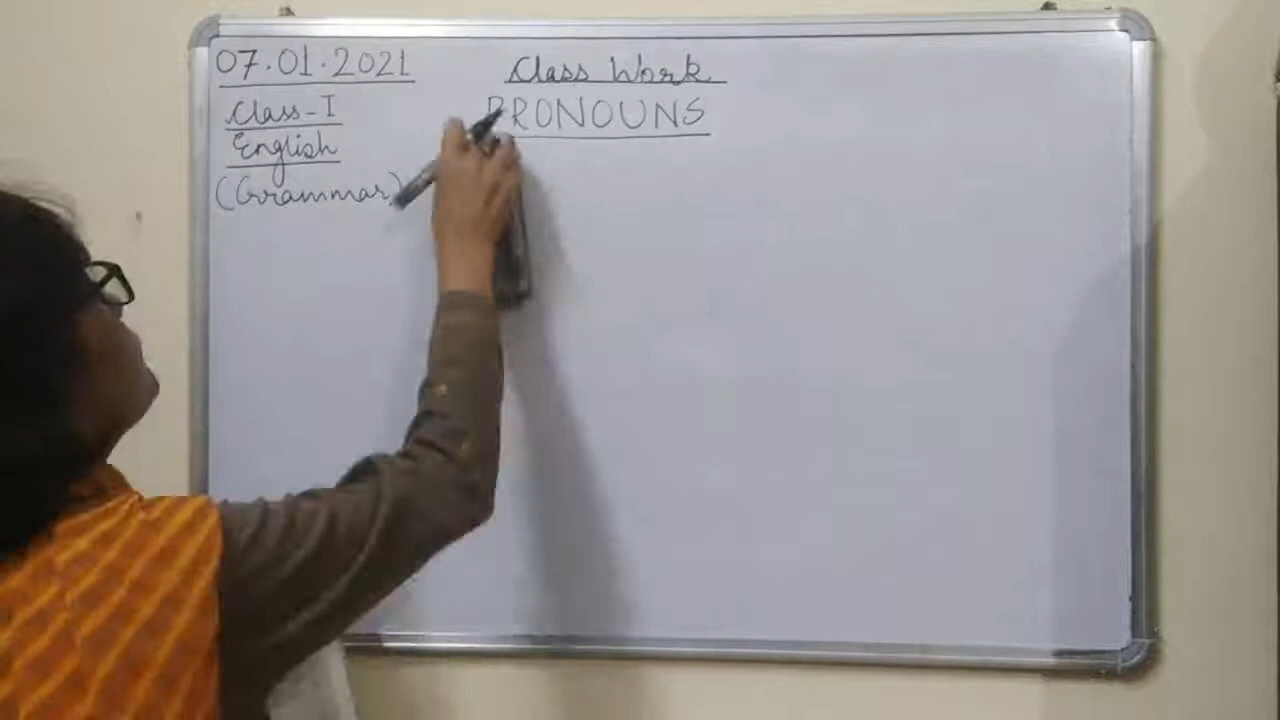 07.01.2021
Class Work
Class-I
PRONOUNS
English
(Grammar)